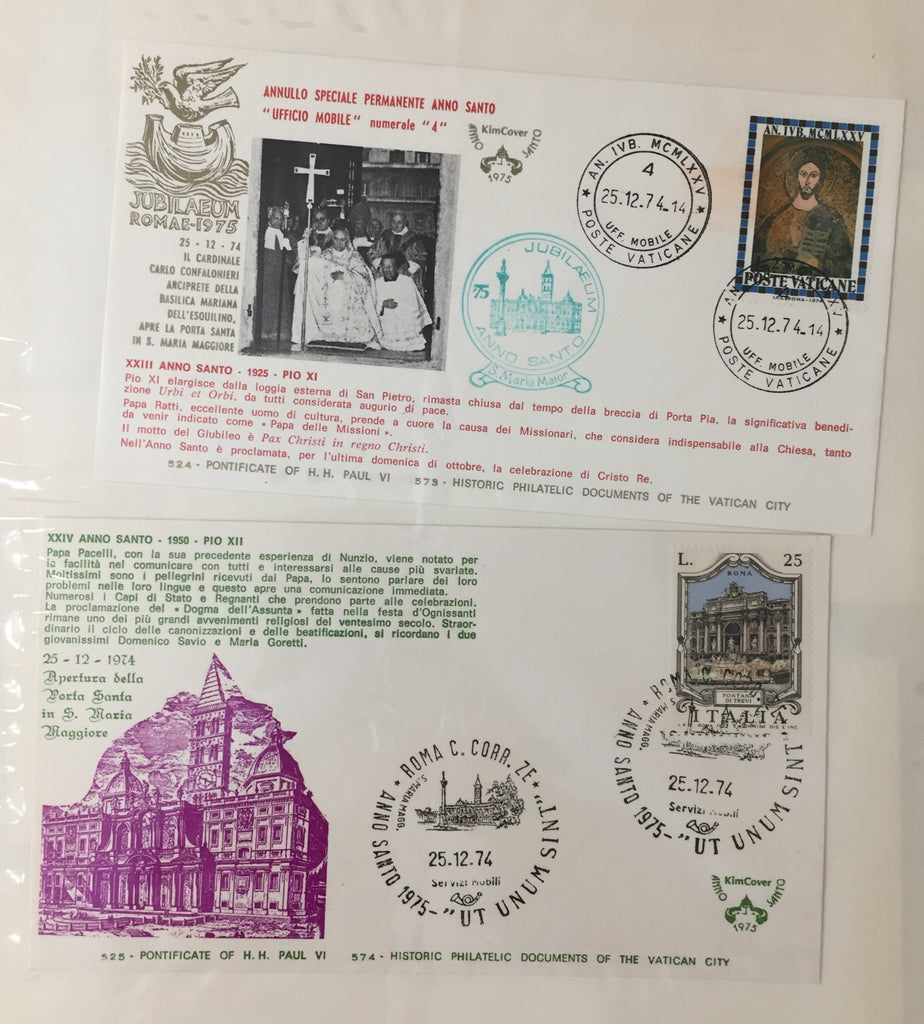 ANNULLO SPECIALE PERMANENTE ANNO SANTO
"UFFICIO MOBILE" numerale "4"
JUBILAEUM
ROMAE-1975
25 - 12 - 74
IL CARDINALE
CARLO CONFALONIERI
ARCIPRETE DELLA
BASILICA MARIANA
DELL'ESQUILINO,
APRE LA PORTA SANTA
IN S. MARIA MAGGIORE
KimCover
ANNO SANTO
1975
AN. IVB. MCMLXXV
4
25.12.74-14
UFF. MOBILE
POSTE VATICANE
AN. IVB. MCMLXXV
POSTE VATICANE
25.12.74-14
UFF. MOBILE
POSTE VATICANE
JUBILAEUM
75
ANNO SANTO
S. Maria Maior
XXIII ANNO SANTO - 1925 - PIO XI
Pio XI elargisce dalla loggia esterna di San Pietro, rimasta chiusa dal tempo della breccia di Porta Pia, la significativa benedi-
zione Urbi et Orbi, da tutti considerata augurio di pace.
Papa Ratti, eccellente uomo di cultura, prende a cuore la causa dei Missionari, che considera indispensabile alla Chiesa, tanto
da venir indicato come « Papa delle Missioni ».
Il motto del Giubileo è Pax Christi in regno Christi.
Nell'Anno Santo è proclamata, per l'ultima domenica di ottobre, la celebrazione di Cristo Re.
524 - PONTIFICATE OF H. H. PAUL VI 573 - HISTORIC PHILATELIC DOCUMENTS OF THE VATICAN CITY
XXIV ANNO SANTO - 1950 - PIO XII
Papa Pacelli, con la sua precedente esperienza di Nunzio, viene notato per
la facilità nel comunicare con tutti e interessarsi alle cause più svariate.
Moltissimi sono i pellegrini ricevuti dal Papa, lo sentono parlare dei loro
problemi nelle loro lingue e questo apre una comunicazione immediata.
Numerosi i Capi di Stato e Regnanti che prendono parte alle celebrazioni.
La proclamazione del « Dogma dell'Assunta » fatta nella festa d'Ognissanti
rimane uno dei più grandi avvenimenti religiosi del ventesimo secolo. Straor-
dinario il ciclo delle canonizzazioni e delle beatificazioni, si ricordano i due
giovanissimi Domenico Savio e Maria Goretti.
25 - 12 - 1974
Apertura della
Porta Santa
in S. Maria
Maggiore
L. 25
ROMA
FONTANA
DI TREVI
ITALIA
ROMA C. CORR. ZE
S. MARIA MAGG.
25.12.74
Servizi Mobili
ANNO SANTO 1975 - "UT UNUM SINT"
ROMA C. CORR.
S. MARIA MAGG.
25.12.74
Servizi Mobili
ANNO SANTO 1975 - "UT UNUM SINT"
KimCover
ANNO SANTO
1975
525 - PONTIFICATE OF H. H. PAUL VI 574 - HISTORIC PHILATELIC DOCUMENTS OF THE VATICAN CITY